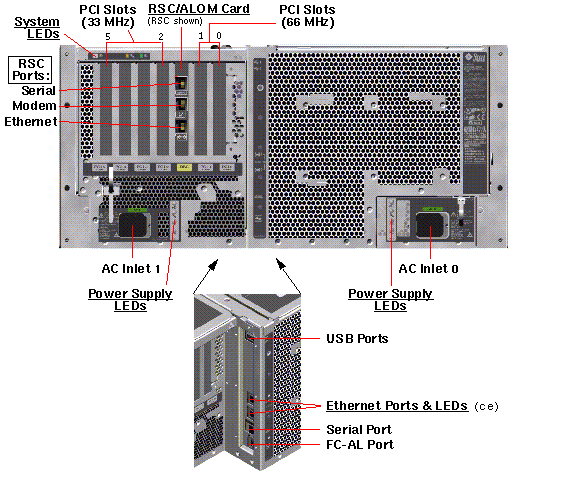 PCI Slots RSC/ALOM Card PCI Slots
(33 MHz) (RSC shown) (66 MHz)
System
LEDs
5 2 1 0
RSC
Ports:
Serial
Modem
Ethernet
AC Inlet 1 AC Inlet 0
Power Supply Power Supply
LEDs LEDs
USB Ports
Ethernet Ports & LEDs (ce)
Serial Port
FC-AL Port